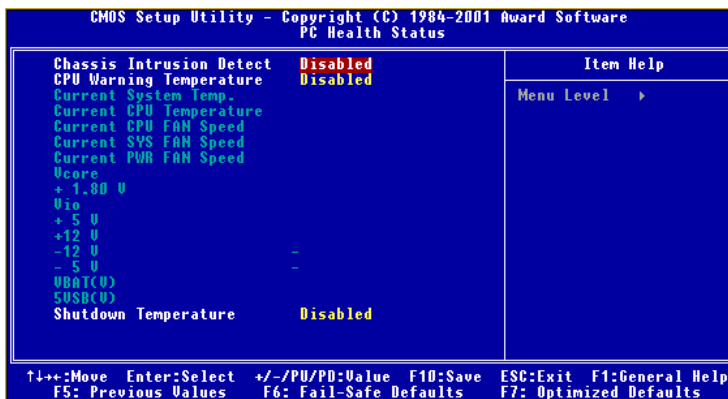 CMOS Setup Utility – Copyright (C) 1984-2001 Award Software
PC Health Status
Chassis Intrusion Detect Disabled
CPU Warning Temperature Disabled
Current System Temp.
Current CPU Temperature
Current CPU FAN Speed
Current SYS FAN Speed
Current PWR FAN Speed
Vcore
+ 1.80 V
Vio
+ 5 V
+12 V
-12 V -
- 5 V -
VBAT(V)
5VSB(V)
Shutdown Temperature Disabled
Item Help
Menu Level ▸
↑↓→←:Move Enter:Select +/-/PU/PD:Value F10:Save ESC:Exit F1:General Help
F5: Previous Values F6: Fail-Safe Defaults F7: Optimized Defaults